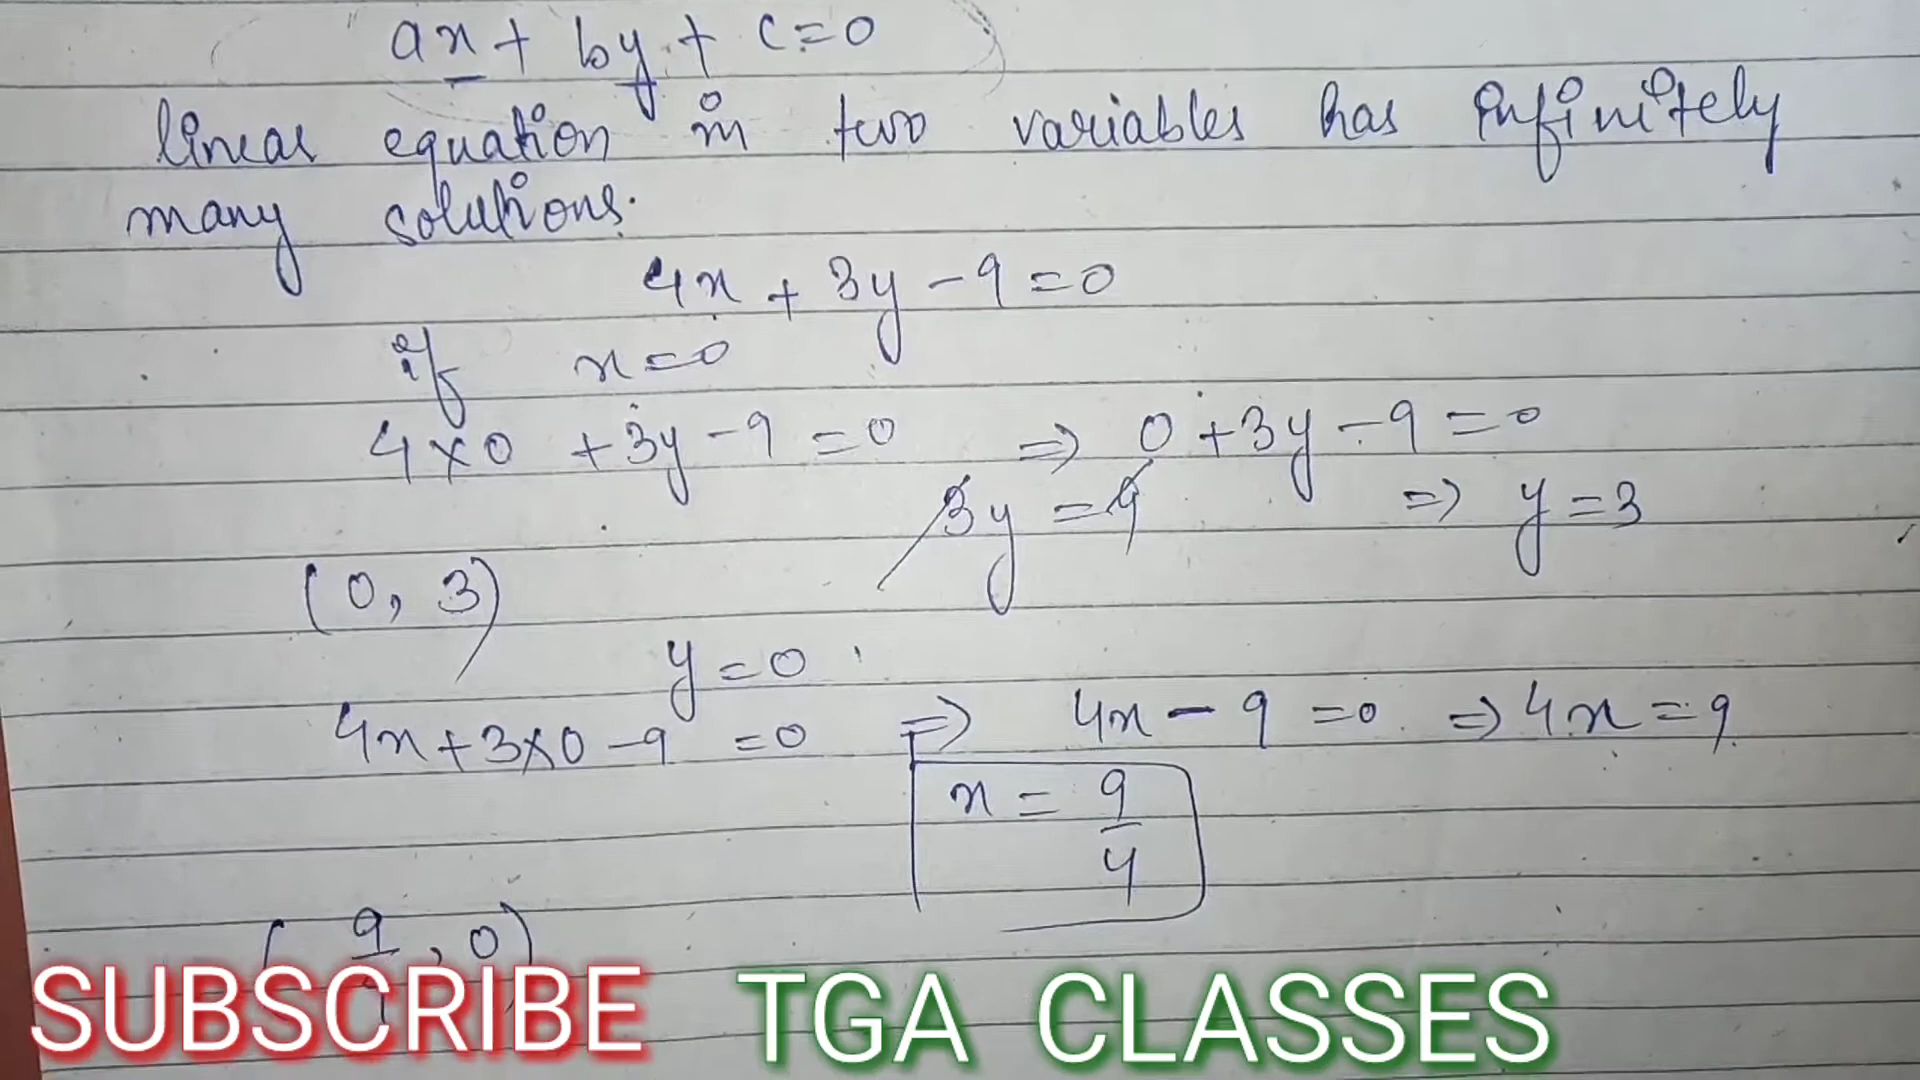 ax + by + c = 0
linear equation in two variables has infinitely
many solutions.
4x + 3y - 9 = 0
if x = 0
4 × 0 + 3y - 9 = 0 ⇒ 0 + 3y - 9 = 0
3y = 9 ⇒ y = 3
(0, 3)
y = 0
4x + 3 × 0 - 9 = 0 ⇒ 4x - 9 = 0 ⇒ 4x = 9
x = 9/4
( 9/ , 0)
SUBSCRIBE TGA CLASSES